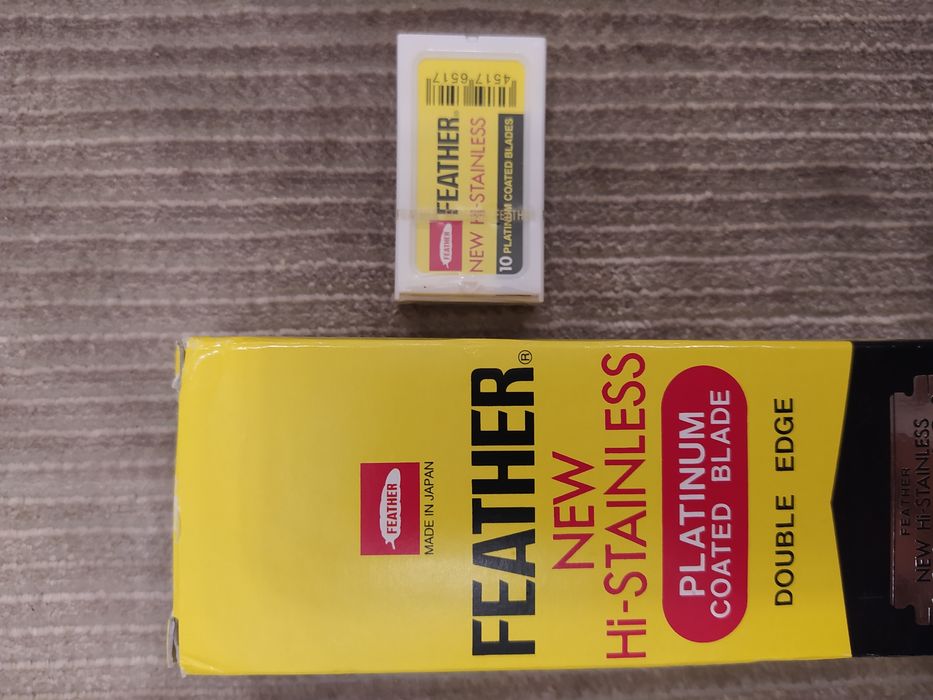 4517 6517
FEATHER®
FEATHER
NEW Hi-STAINLESS
10 PLATINUM COATED BLADES
FEATHER
FEATHER
MADE IN JAPAN
FEATHER®
NEW
Hi-STAINLESS
PLATINUM
COATED BLADE
DOUBLE EDGE
FEATHER
NEW Hi-STAINLESS